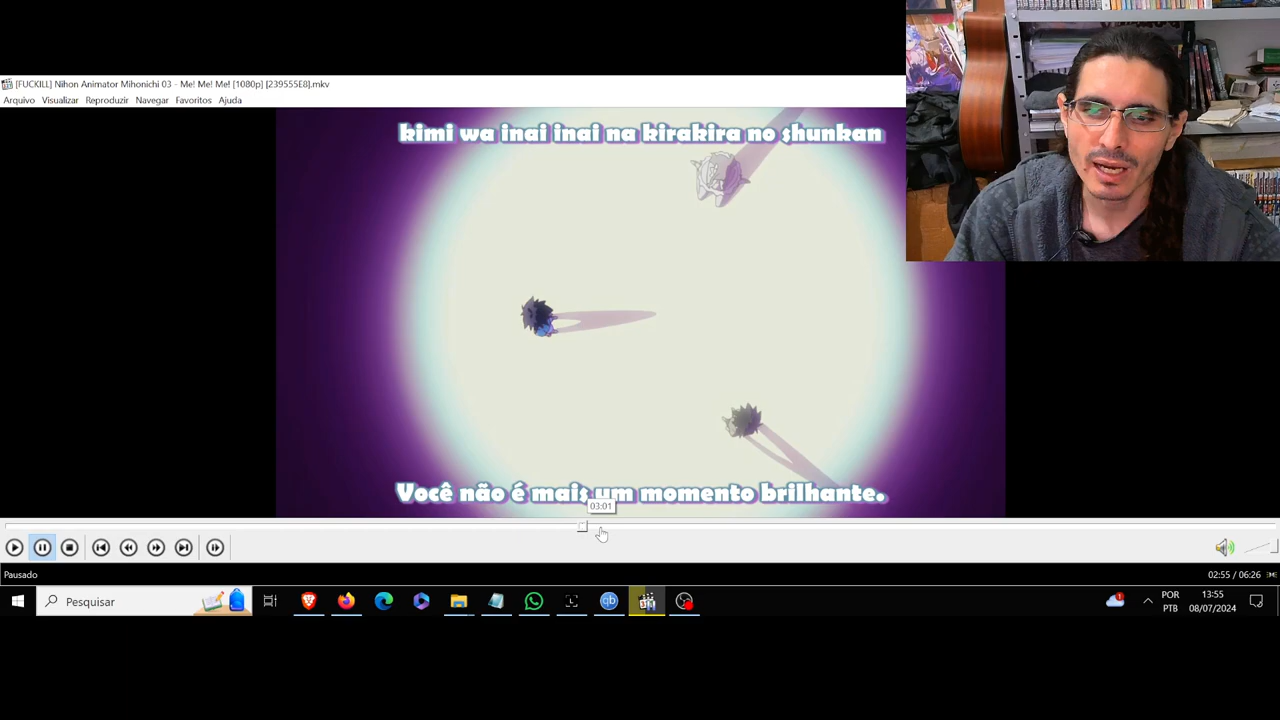 [FUCKILL] Nihon Animator Mihonichi 03 - Me! Me! Me! [1080p] [239555E8].mkv
Arquivo Visualizar Reproduzir Navegar Favoritos Ajuda
kimi wa inai inai na kirakira no shunkan
Você não é mais um momento brilhante.
03:01
Pausado
02:55 / 06:26
Pesquisar
qb
1
POR
PTB
13:55
08/07/2024